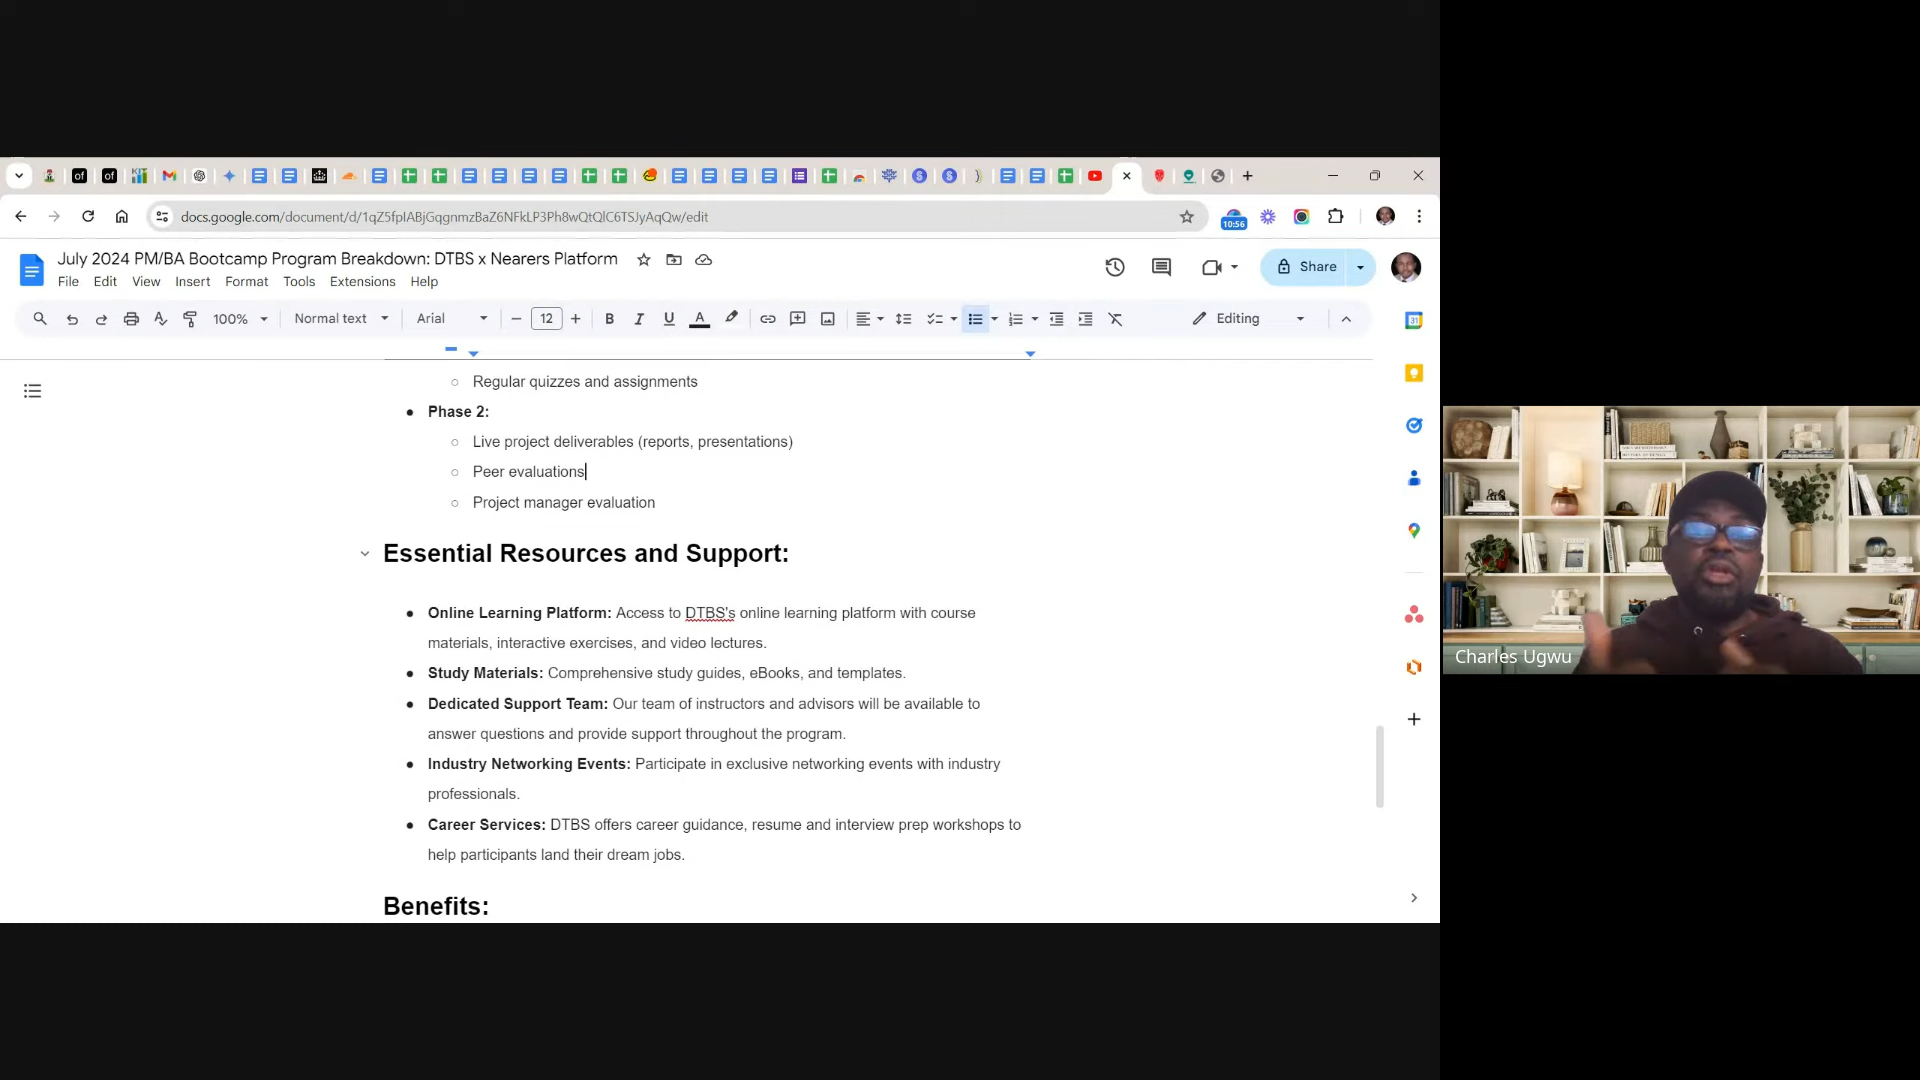 docs.google.com/document/d/1qZ5fpIABjGqgnmzBaZ6NFkLP3Ph8wQtQlC6TSJyAqQw/edit
10:56
July 2024 PM/BA Bootcamp Program Breakdown: DTBS x Nearers Platform
File Edit View Insert Format Tools Extensions Help
Share
100% Normal text Arial 12 Editing
Regular quizzes and assignments
Phase 2:
Live project deliverables (reports, presentations)
Peer evaluations
Project manager evaluation
Essential Resources and Support:
Online Learning Platform: Access to DTBS's online learning platform with course
materials, interactive exercises, and video lectures.
Study Materials: Comprehensive study guides, eBooks, and templates.
Dedicated Support Team: Our team of instructors and advisors will be available to
answer questions and provide support throughout the program.
Industry Networking Events: Participate in exclusive networking events with industry
professionals.
Career Services: DTBS offers career guidance, resume and interview prep workshops to
help participants land their dream jobs.
Benefits:
Charles Ugwu